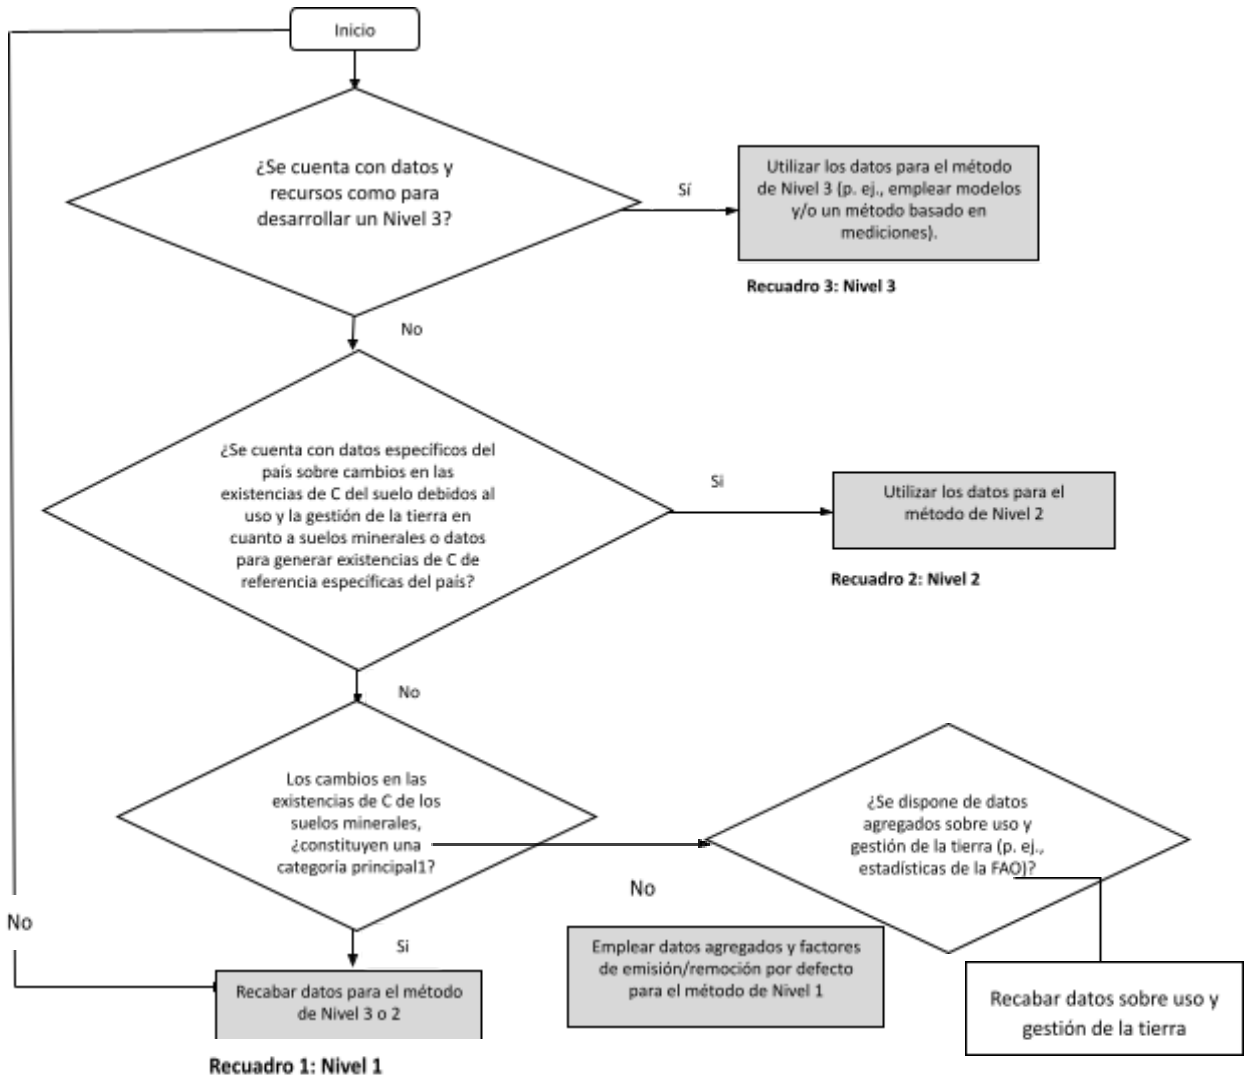 Inicio
¿Se cuenta con datos y
recursos como para
desarrollar un Nivel 3?
Sí
Utilizar los datos para el método
de Nivel 3 (p. ej., emplear modelos
y/o un método basado en
mediciones).
Recuadro 3: Nivel 3
No
¿Se cuenta con datos específicos del
país sobre cambios en las
existencias de C del suelo debidos al
uso y la gestión de la tierra en
cuanto a suelos minerales o datos
para generar existencias de C de
referencia específicas del país?
Si
Utilizar los datos para el
método de Nivel 2
Recuadro 2: Nivel 2
No
Los cambios en las
existencias de C de los
suelos minerales,
¿constituyen una
categoría principal1?
¿Se dispone de datos
agregados sobre uso y
gestión de la tierra (p. ej.,
estadísticas de la FAO)?
No
No
Si
Emplear datos agregados y factores
de emisión/remoción por defecto
para el método de Nivel 1
Recabar datos para el método
de Nivel 3 o 2
Recabar datos sobre uso y
gestión de la tierra
Recuadro 1: Nivel 1